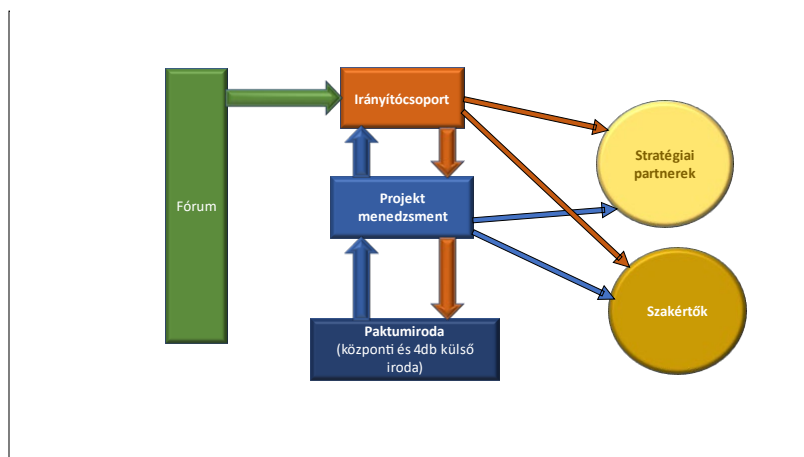 Fórum
Irányítócsoport
Projekt
menedzsment
Paktumiroda
(központi és 4db külső
iroda)
Stratégiai
partnerek
Szakértők